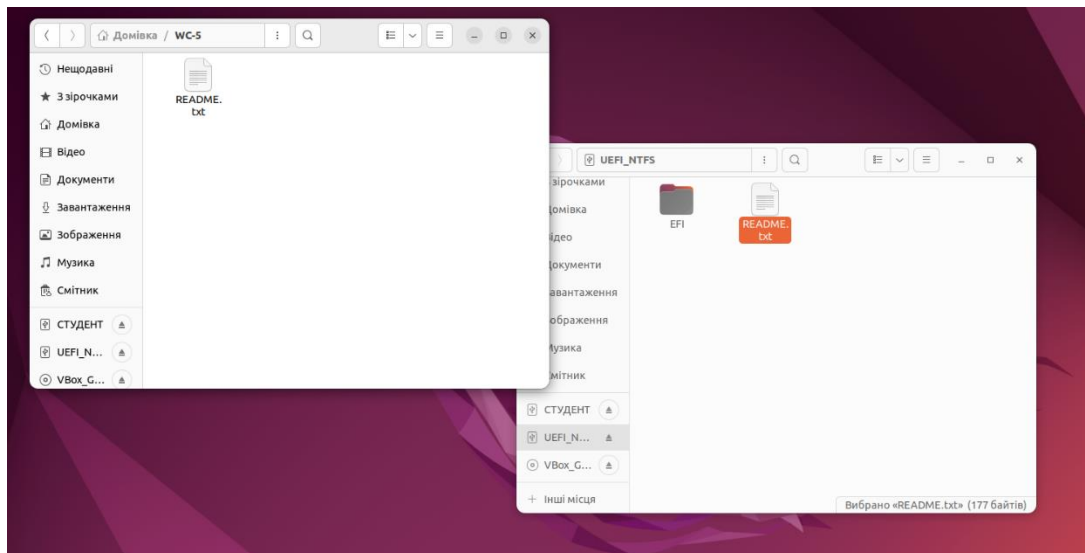 Домівка / WC-5
Нещодавні
З зірочками
Домівка
Відео
Документи
Завантаження
Зображення
Музика
Смітник
СТУДЕНТ
UEFI_N...
VBox_G...
README.
txt
UEFI_NTFS
зірочками
омівка
ідео
окументи
авантаження
ображення
узика
мітник
СТУДЕНТ
UEFI_N...
VBox_G...
+ Інші місця
EFI
README.
txt
Вибрано «README.txt» (177 байтів)